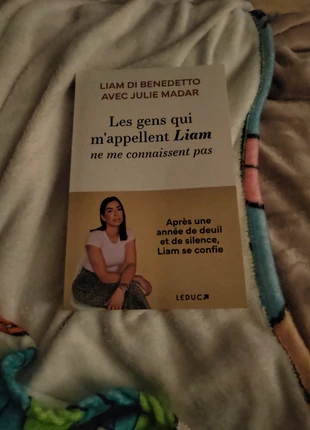 LIAM DI BENEDETTO
AVEC JULIE MADAR
Les gens qui
m'appellent Liam
ne me connaissent pas
Après une
année de deuil
et de silence,
Liam se confie
LEDUC